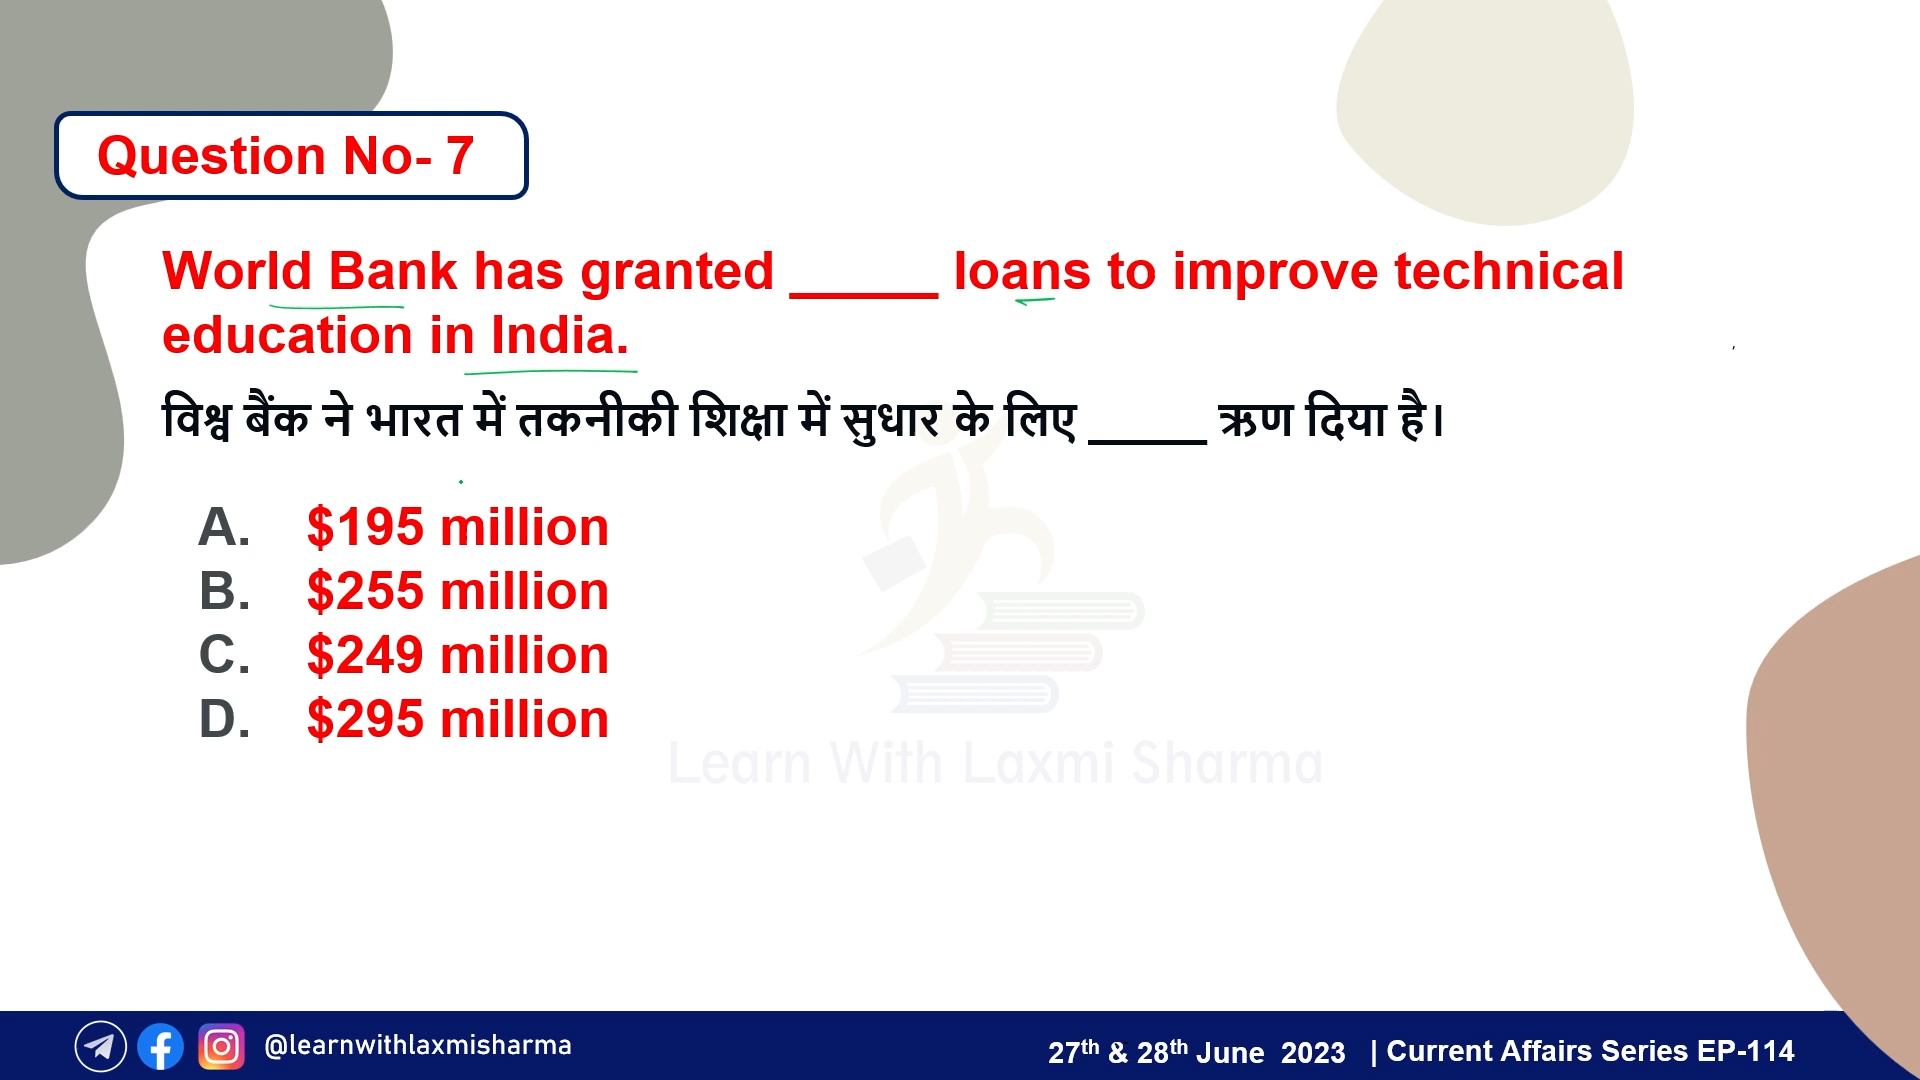 Question No- 7
World Bank has granted _____ loans to improve technical
education in India.
विश्व बैंक ने भारत में तकनीकी शिक्षा में सुधार के लिए _____ ऋण दिया है।
A. $195 million
B. $255 million
C. $249 million
D. $295 million
Learn With Laxmi Sharma
@learnwithlaxmisharma
27th & 28th June 2023 | Current Affairs Series EP-114